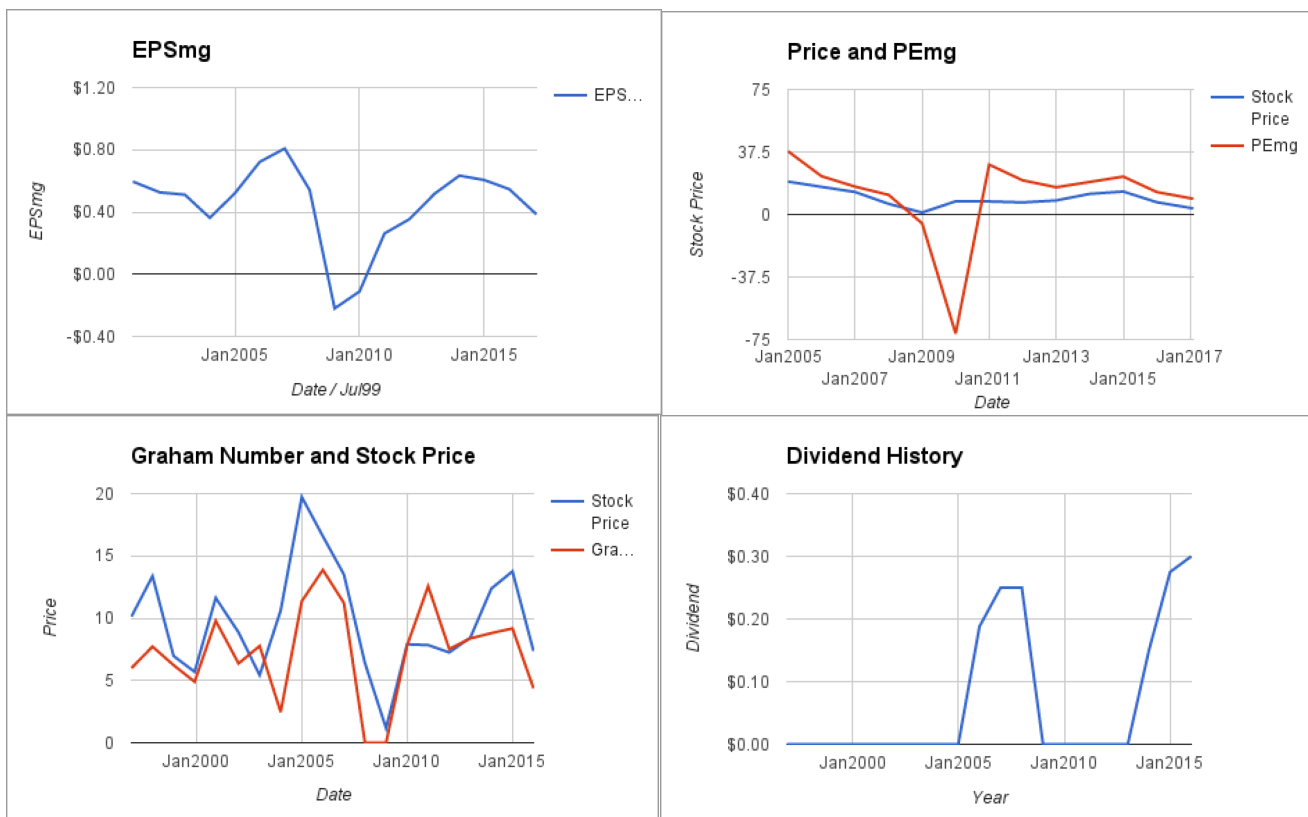 EPSmg
$1.20
$0.80
$0.40
$0.00
-$0.40
EPSmg
EPS...
Jan2005
Jan2010
Jan2015
Date / Jul99
Price and PEmg
75
37.5
0
-37.5
-75
Stock Price
Stock
Price
PEmg
Jan2005
Jan2009
Jan2013
Jan2017
Jan2007
Jan2011
Jan2015
Date
Graham Number and Stock Price
20
15
10
5
0
Price
Stock
Price
Gra...
Jan2000
Jan2005
Jan2010
Jan2015
Date
Dividend History
$0.40
$0.30
$0.20
$0.10
$0.00
Dividend
Jan2000
Jan2005
Jan2010
Jan2015
Year